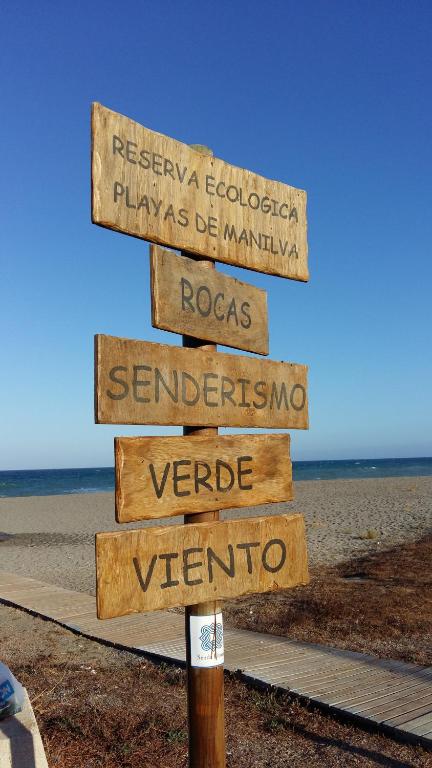 RESERVA ECOLOGICA
PLAYAS DE MANILVA
ROCAS
SENDERISMO
VERDE
VIENTO